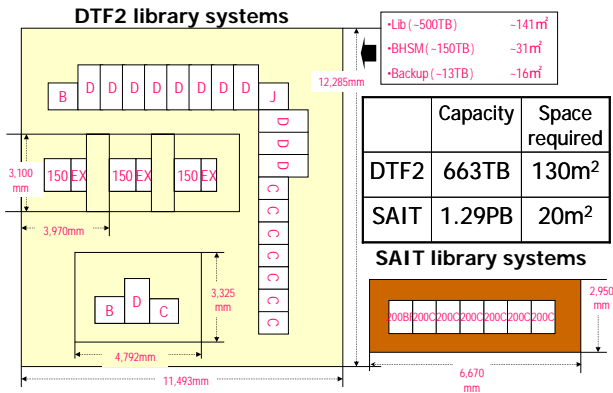 DTF2 library systems
•Lib(~500TB) ~141㎡
•BHSM(~150TB) ~31㎡
•Backup(~13TB) ~16㎡
12,285mm
B D D D D D D D J
D
D
D
C
C
C
C
C
C
C
3,100
mm
150 EX 150 EX 150 EX
3,970mm
B D C
3,325
mm
4,792mm
11,493mm
Capacity Space
required
DTF2 663TB 130m²
SAIT 1.29PB 20m²
SAIT library systems
200BF 200C 200C 200C 200C 200C 200C
2,950
mm
6,670
mm